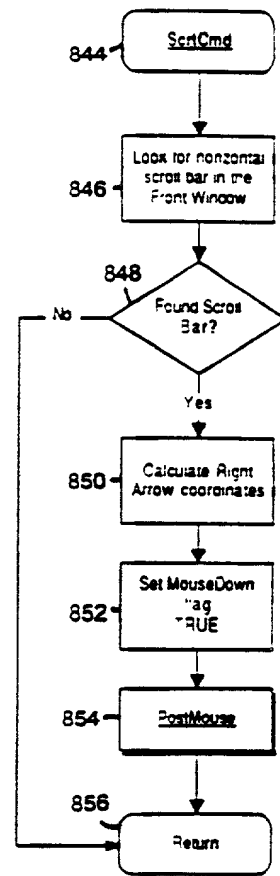 844
ScrtCmd
846
Look for horizontal
scroll bar in the
Front Window
848
No
Found Scroll
Bar?
Yes
850
Calculate Right
Arrow coordinates
852
Set MouseDown
flag
TRUE
854
PostMouse
856
Return